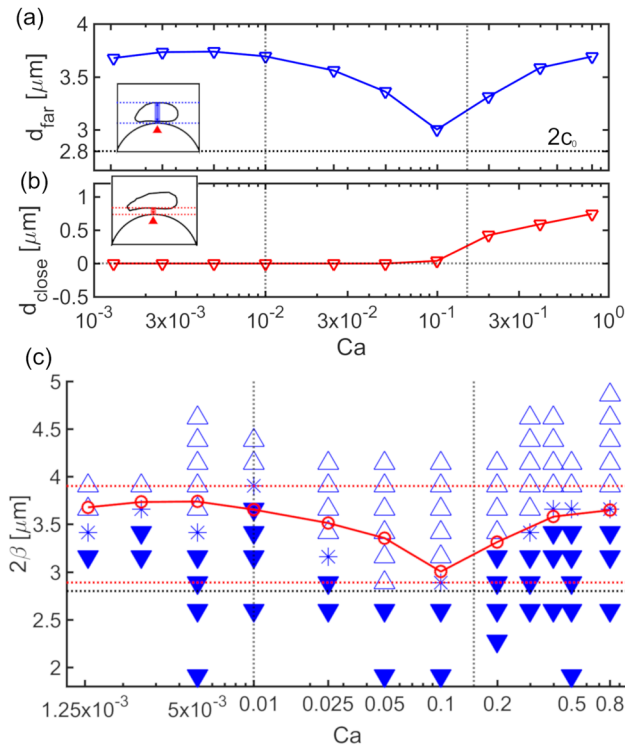 (a)
d_far [μm]
4
3.5
3
2.8
2c₀
(b)
d_close [μm]
1
0.5
0
-0.5
10⁻³ 3x10⁻³ 10⁻² 3x10⁻² 10⁻¹ 3x10⁻¹ 10⁰
Ca
(c)
2β [μm]
5
4.5
4
3.5
3
2.5
2
1.25x10⁻³ 5x10⁻³ 0.01 0.025 0.05 0.1 0.2 0.5 0.8
Ca